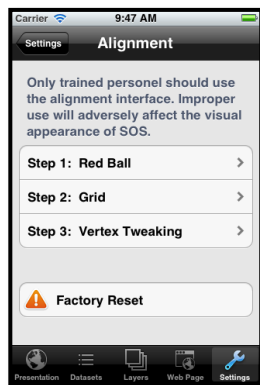 Carrier 9:47 AM
Settings Alignment
Only trained personel should use
the alignment interface. Improper
use will adversely affect the visual
appearance of SOS.
Step 1: Red Ball
Step 2: Grid
Step 3: Vertex Tweaking
Factory Reset
Presentation Datasets Layers Web Page Settings